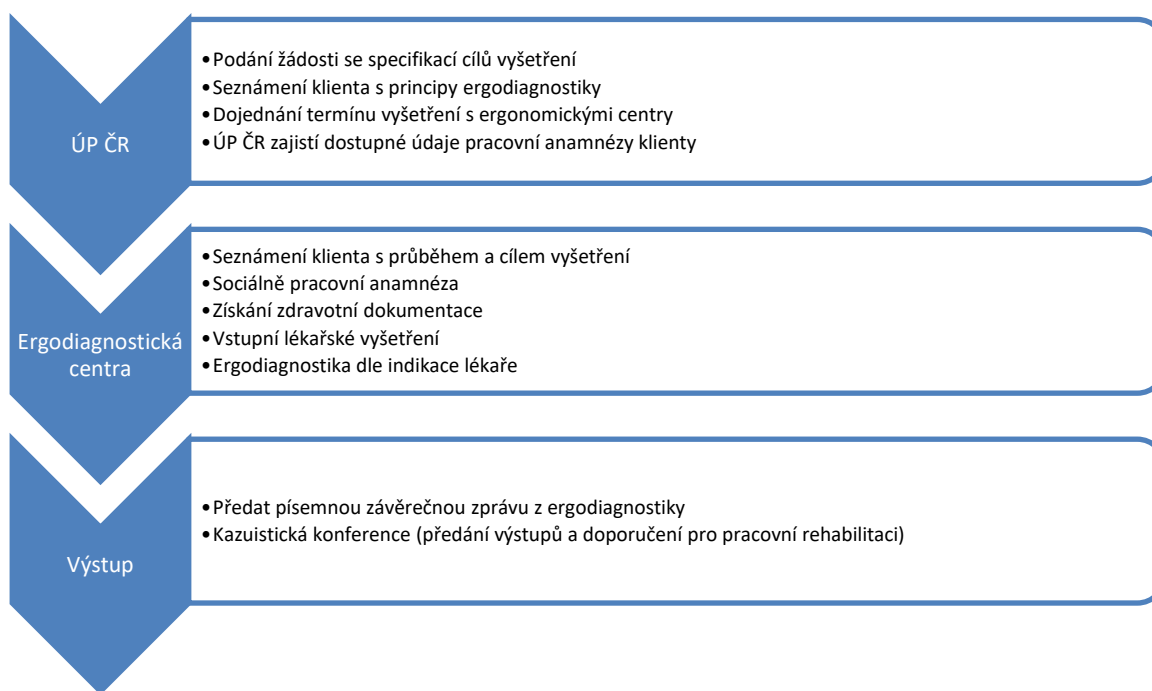 ÚP ČR
•Podání žádosti se specifikací cílů vyšetření
•Seznámení klienta s principy ergodiagnostiky
•Dojednání termínu vyšetření s ergonomickými centry
•ÚP ČR zajistí dostupné údaje pracovní anamnézy klienty
Ergodiagnostická
centra
•Seznámení klienta s průběhem a cílem vyšetření
•Sociálně pracovní anamnéza
•Získání zdravotní dokumentace
•Vstupní lékařské vyšetření
•Ergodiagnostika dle indikace lékaře
Výstup
•Předat písemnou závěrečnou zprávu z ergodiagnostiky
•Kazuistická konference (předání výstupů a doporučení pro pracovní rehabilitaci)